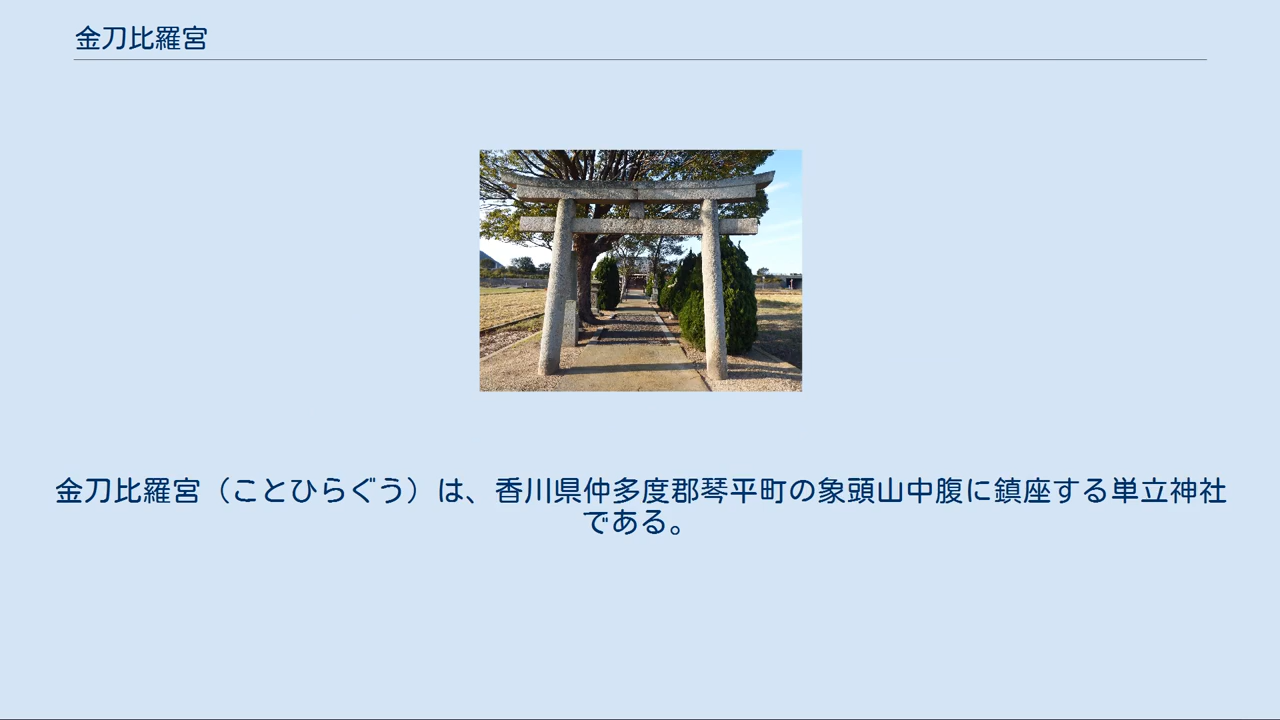 金刀比羅宮
金刀比羅宮（ことひらぐう）は、香川県仲多度郡琴平町の象頭山中腹に鎮座する単立神社
である。